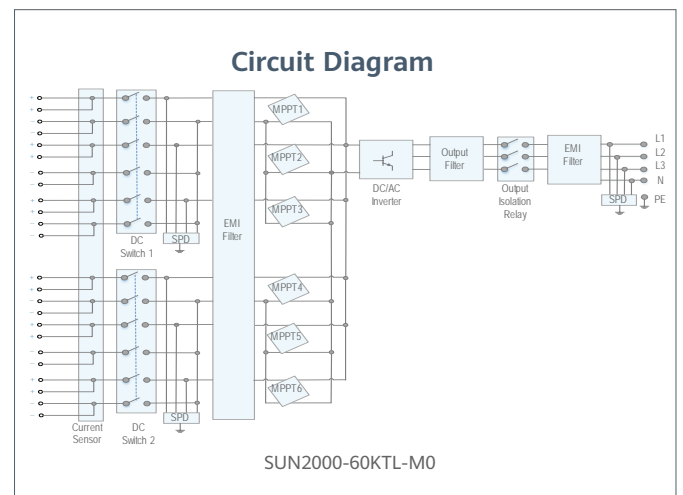 Circuit Diagram
MPPT1
MPPT2
MPPT3
MPPT4
MPPT5
MPPT6
EMI
Filter
DC
Switch 1
SPD
DC
Switch 2
SPD
Current
Sensor
DC/AC
Inverter
Output
Filter
Output
Isolation
Relay
EMI
Filter
L1
L2
L3
N
PE
SPD
SUN2000-60KTL-M0